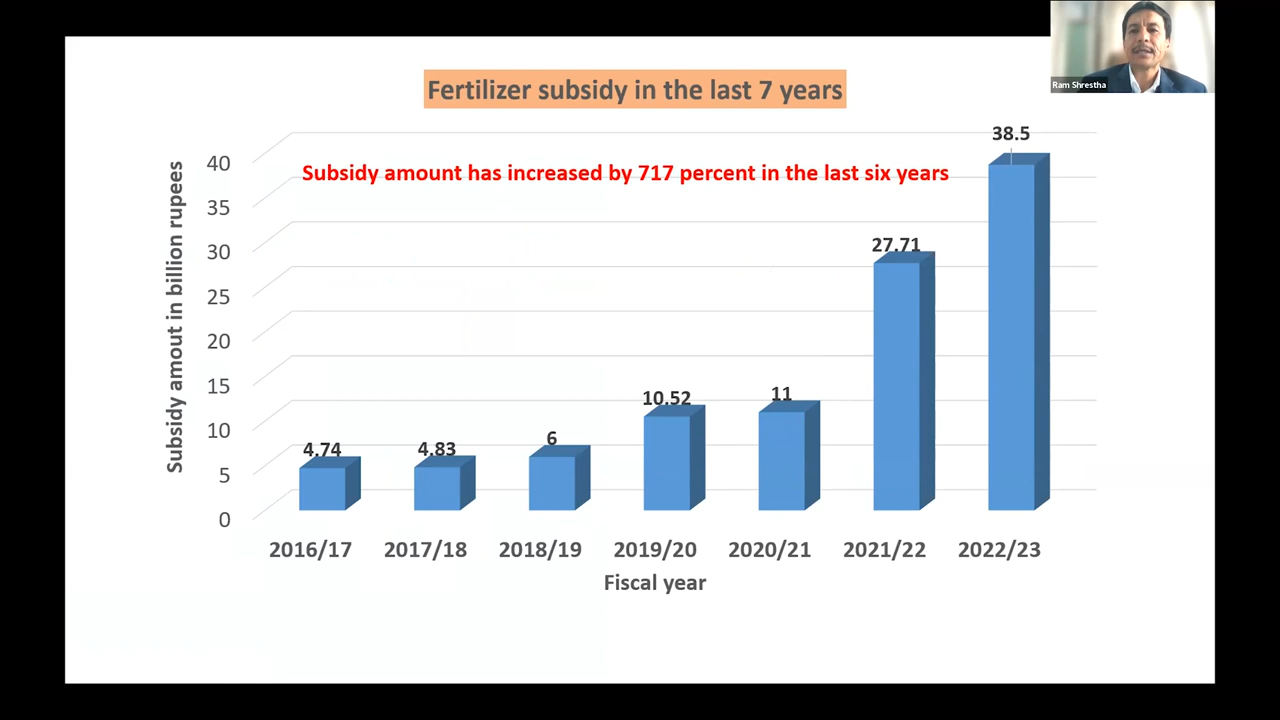 Ram Shrestha
Fertilizer subsidy in the last 7 years
Subsidy amount has increased by 717 percent in the last six years
Subsidy amout in billion rupees
40
35
30
25
20
15
10
5
0
4.74
4.83
6
10.52
11
27.71
38.5
2016/17 2017/18 2018/19 2019/20 2020/21 2021/22 2022/23
Fiscal year